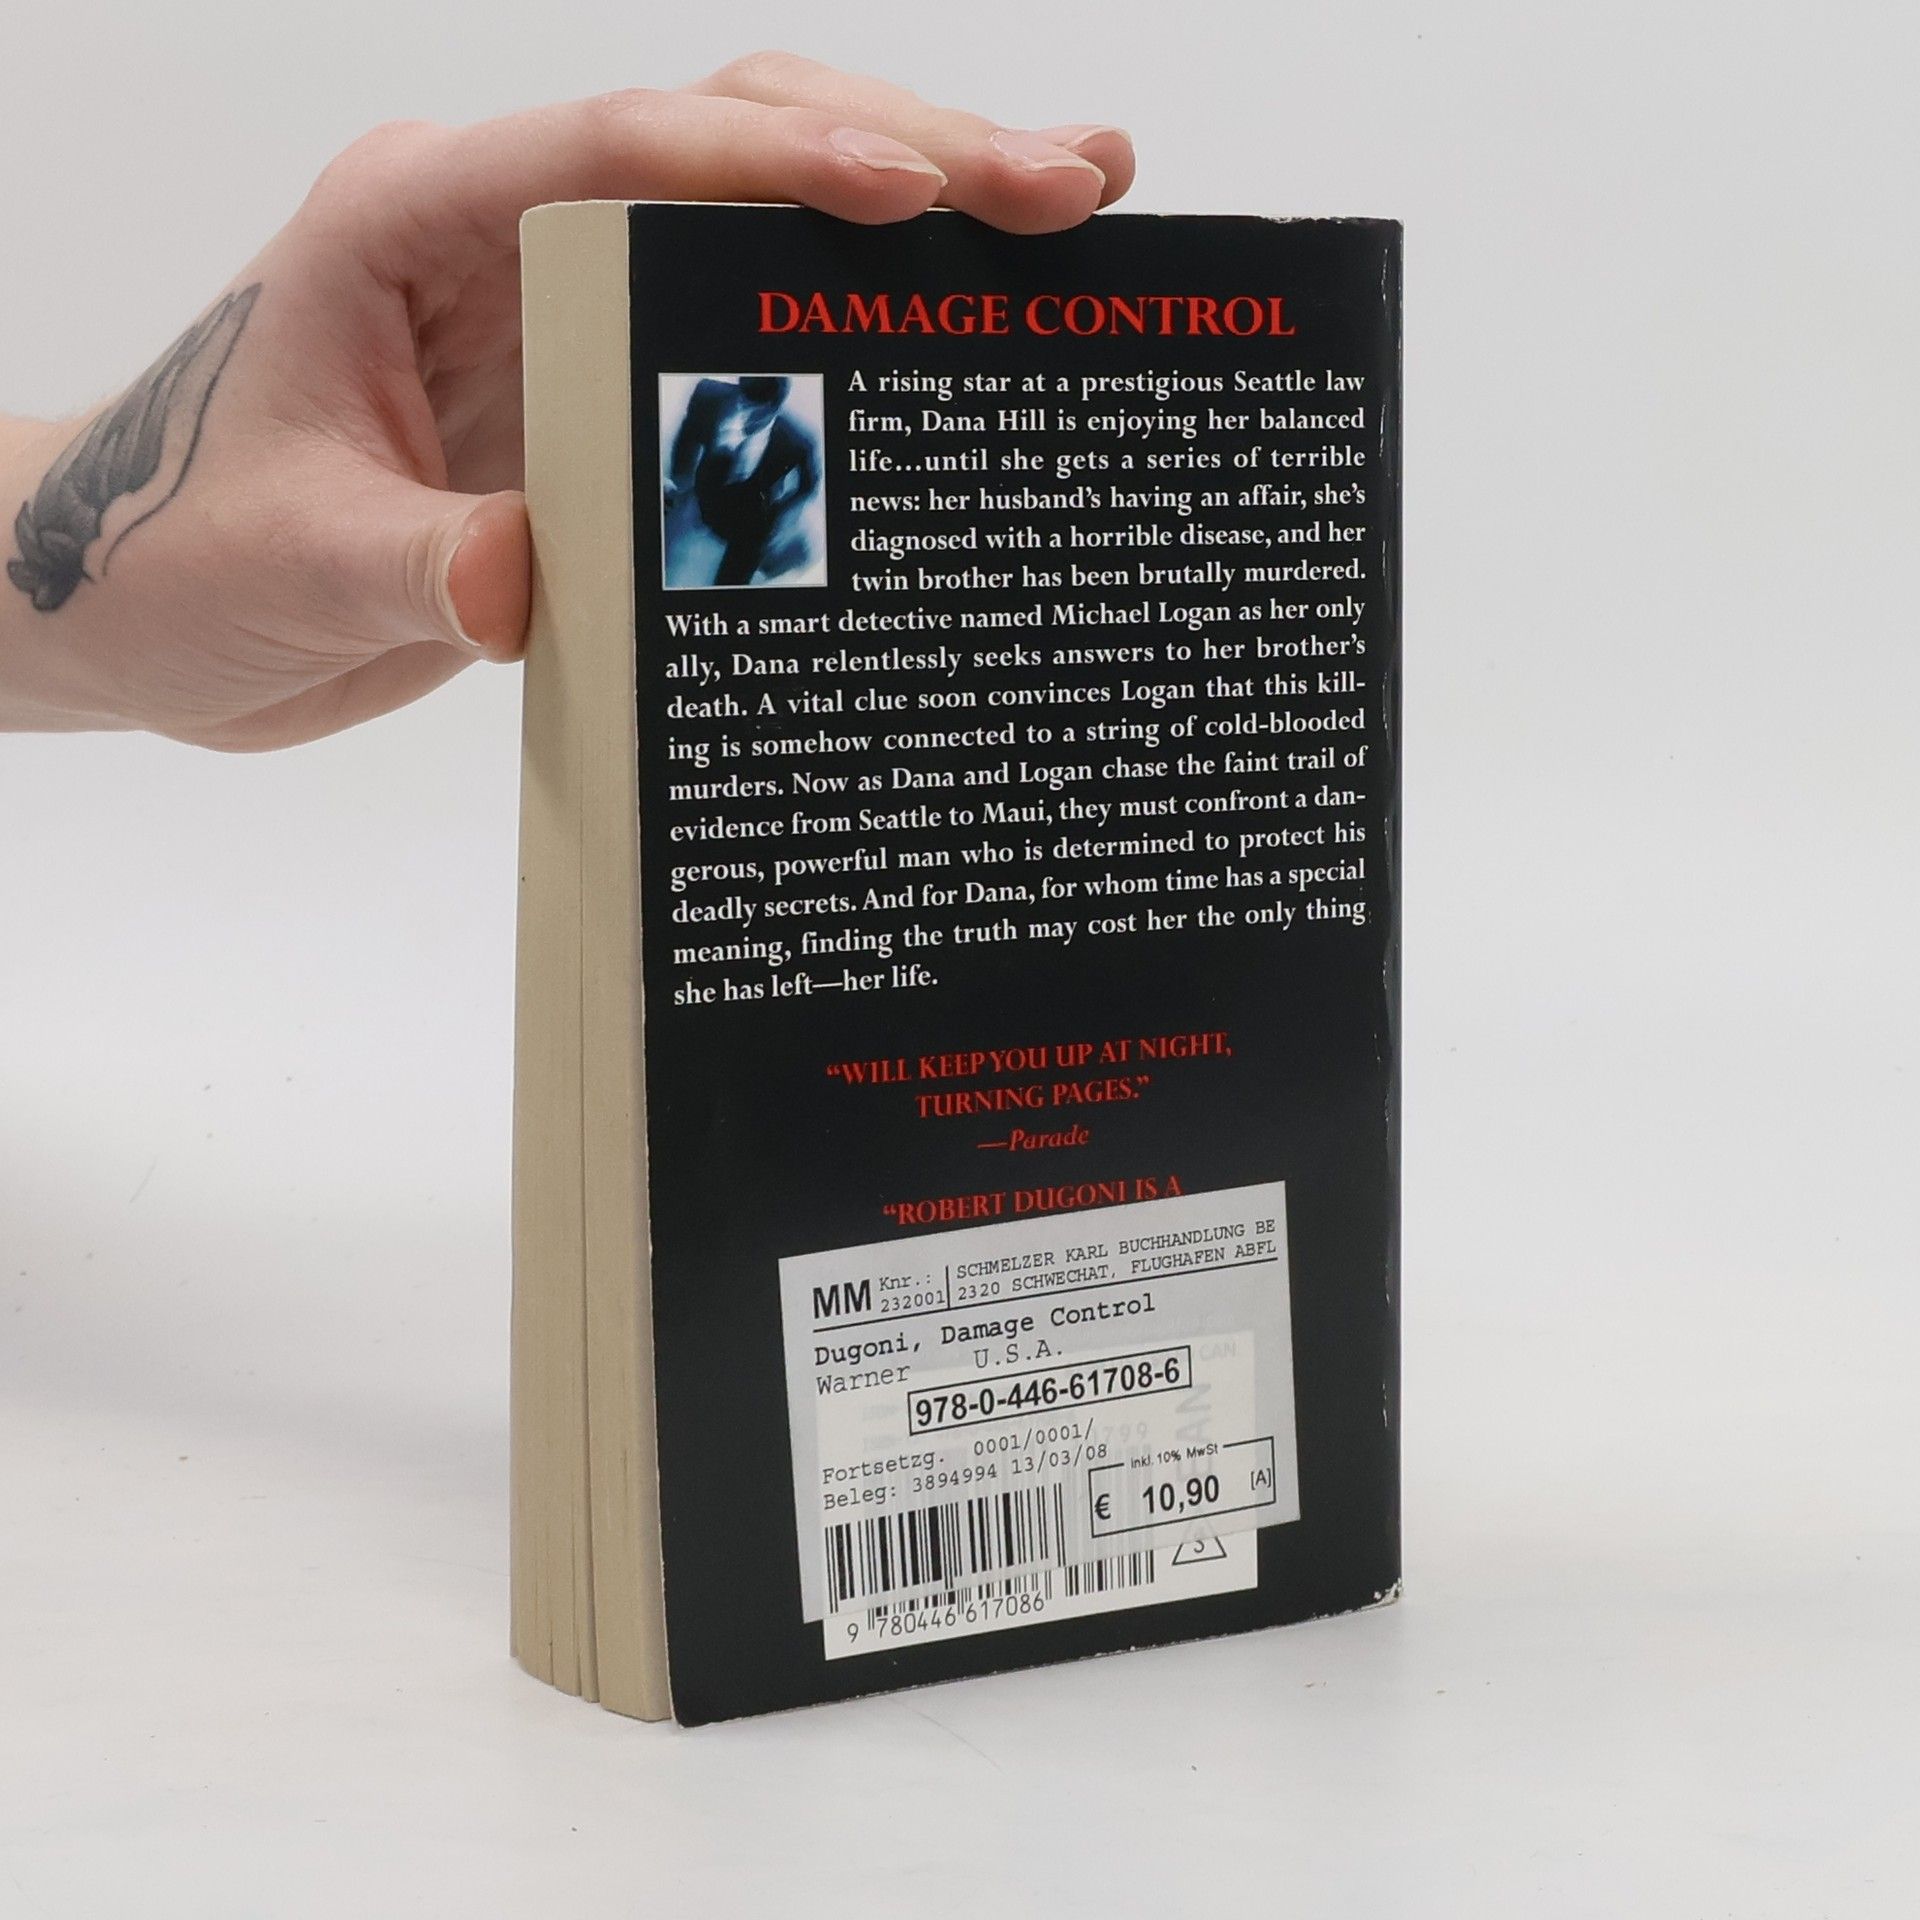 DAMAGE CONTROL
A rising star at a prestigious Seattle law
firm, Dana Hill is enjoying her balanced
life...until she gets a series of terrible
news: her husband's having an affair, she's
diagnosed with a horrible disease, and her
twin brother has been brutally murdered.
With a smart detective named Michael Logan as her only
ally, Dana relentlessly seeks answers to her brother's
death. A vital clue soon convinces Logan that this kill-
ing is somehow connected to a string of cold-blooded
murders. Now as Dana and Logan chase the faint trail of
evidence from Seattle to Maui, they must confront a dan-
gerous, powerful man who is determined to protect his
deadly secrets. And for Dana, for whom time has a special
meaning, finding the truth may cost her the only thing
she has left—her life.
“WILL KEEP YOU UP AT NIGHT,
TURNING PAGES.”
—Parade
“ROBERT DUGONI IS A
MM Knr.: SCHMELZER KARL BUCHHANDLUNG BE
232001 2320 SCHWECHAT, FLUGHAFEN ABFL
Dugoni, Damage Control
Warner U.S.A.
978-0-446-61708-6
Fortsetzg. 0001/0001/
Beleg: 3894994 13/03/08
inkl. 10% MwSt
€ 10,90 [A]
9 780446 617086